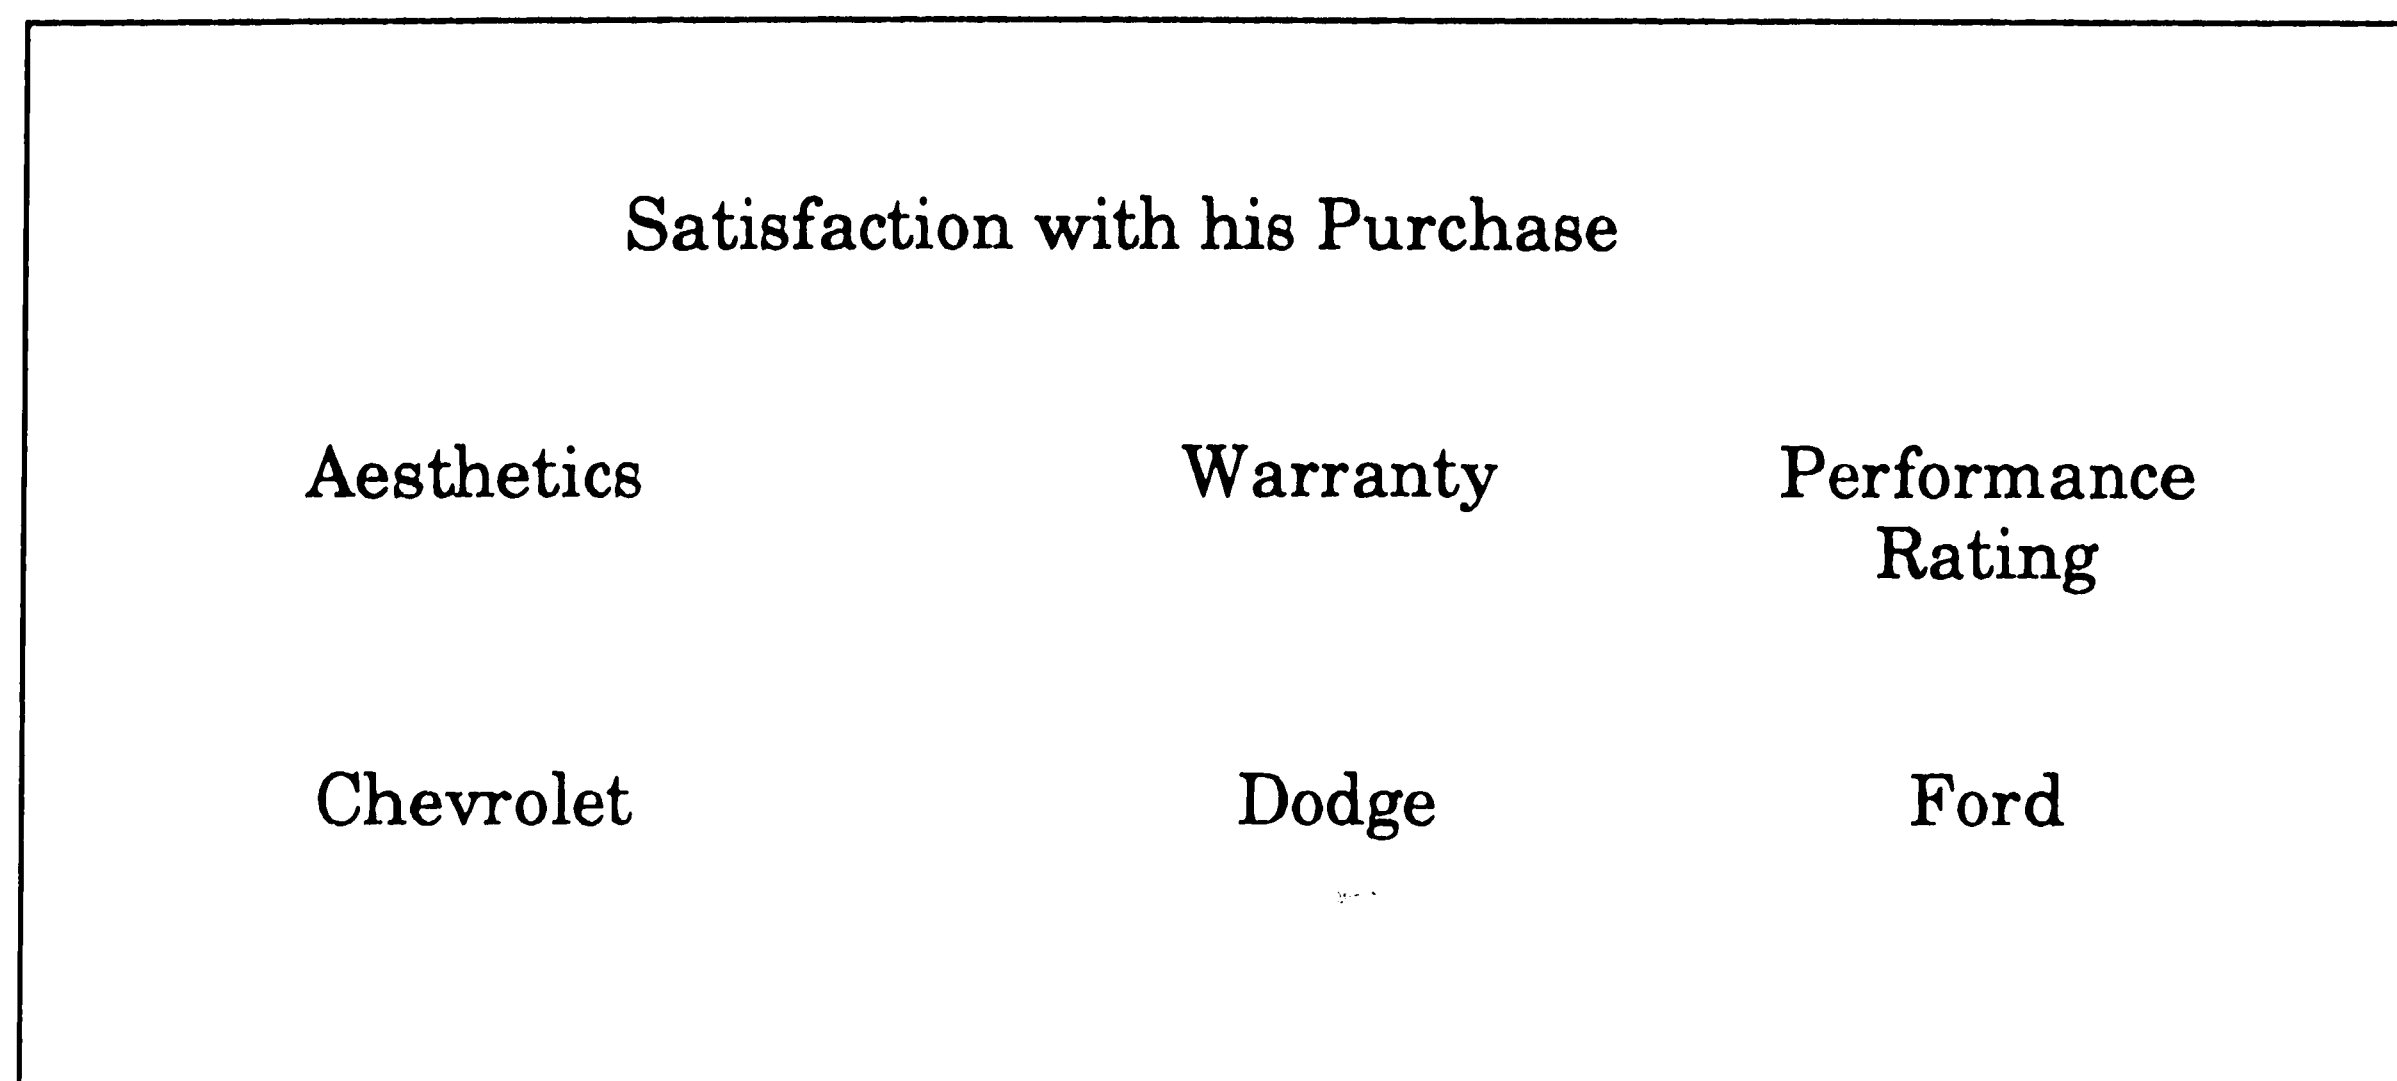 Satisfaction with his Purchase
Aesthetics Warranty Performance
Rating
Chevrolet Dodge Ford